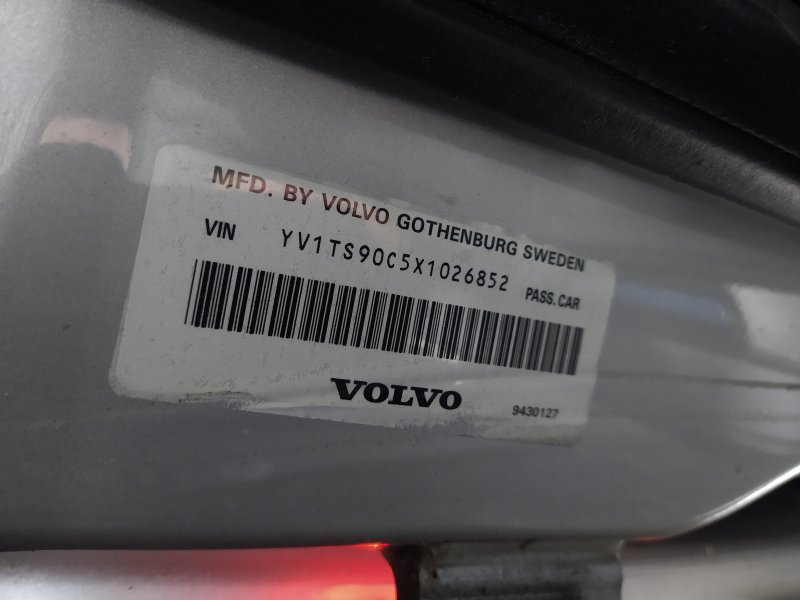 MFD. BY VOLVO GOTHENBURG SWEDEN
VIN YV1TS90C5X1026852 PASS. CAR
VOLVO 9430127